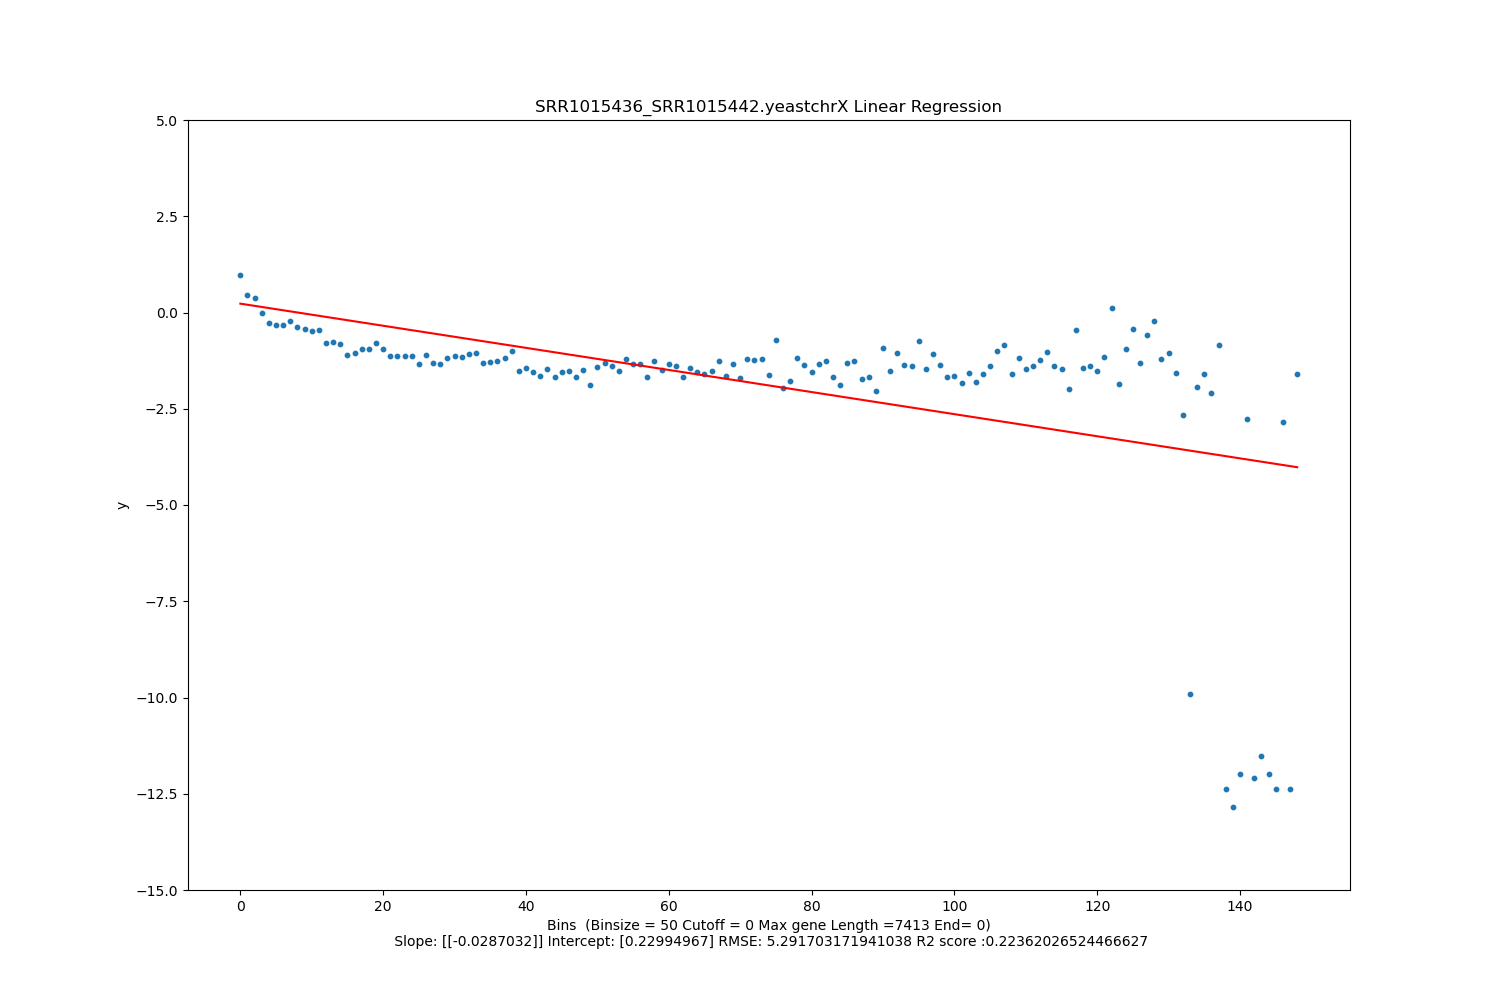 SRR1015436_SRR1015442.yeastchrX Linear Regression
5.0
2.5
0.0
−2.5
−5.0
−7.5
−10.0
−12.5
−15.0
y
0 20 40 60 80 100 120 140
Bins  (Binsize = 50 Cutoff = 0 Max gene Length =7413 End= 0)
Slope: [[-0.0287032]] Intercept: [0.22994967] RMSE: 5.291703171941038 R2 score :0.22362026524466627